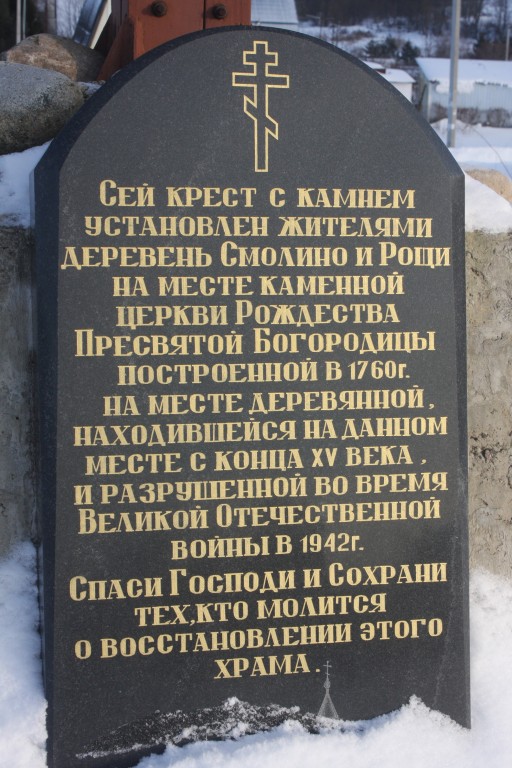 Сей крест с камнем
установлен жителями
деревень Смолино и Рощи
на месте каменной
церкви Рождества
Пресвятой Богородицы
построенной в 1760г.
на месте деревянной,
находившейся на данном
месте с конца XV века,
и разрушенной во время
Великой Отечественной
войны в 1942г.
Спаси Господи и Сохрани
тех,кто молится
о восстановлении этого
храма.